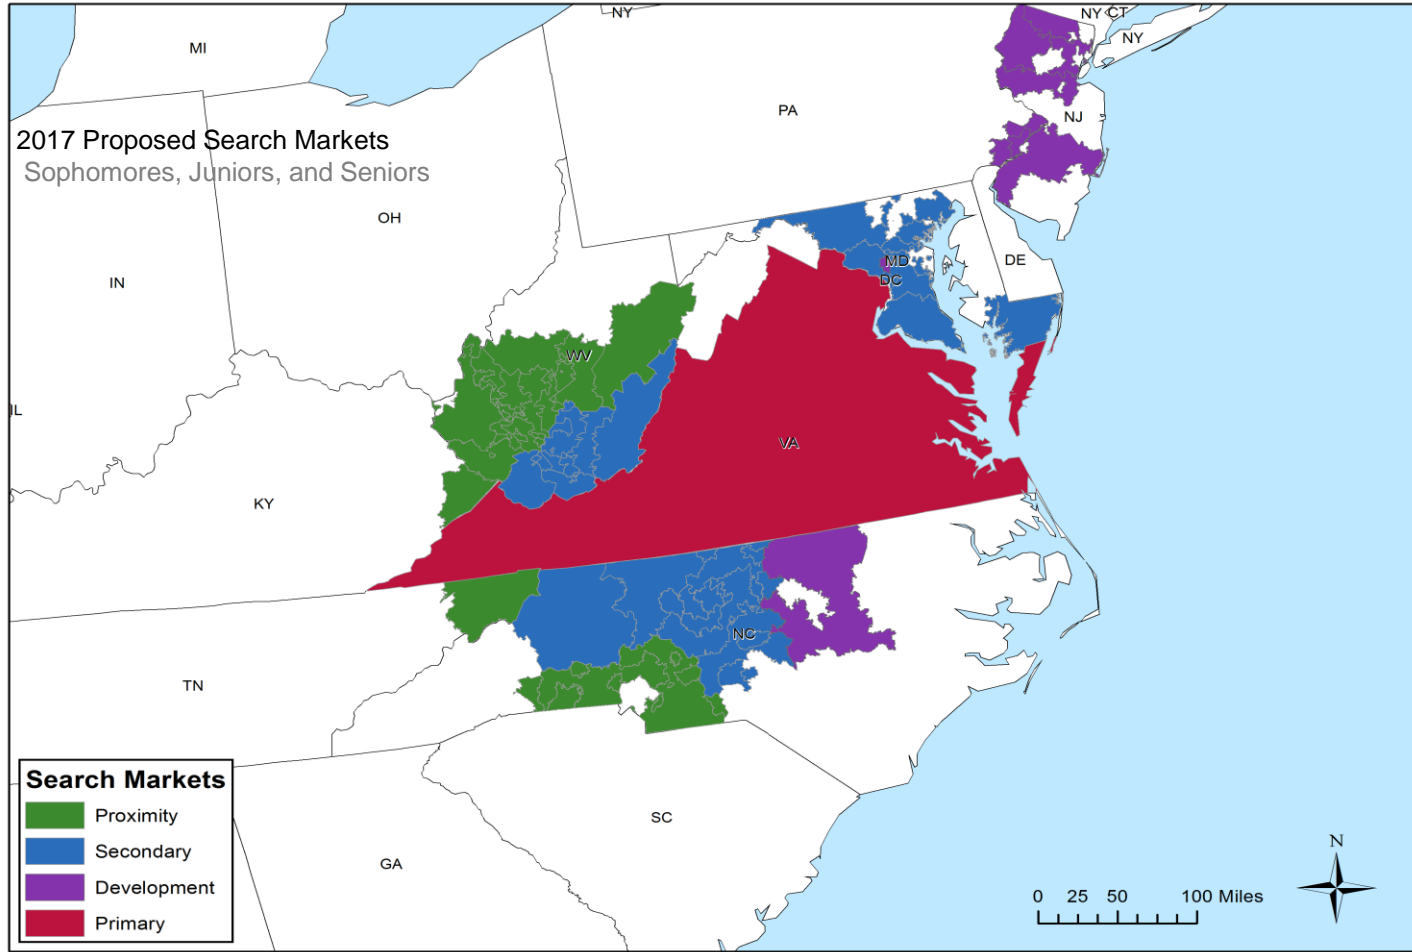 NY
NY CT
NY
MI
PA
NJ
2017 Proposed Search Markets
Sophomores, Juniors, and Seniors
OH
IN
MD
DE
DC
WV
IL
VA
KY
NC
TN
SC
GA
Search Markets
Proximity
Secondary
Development
Primary
N
0 25 50 100 Miles